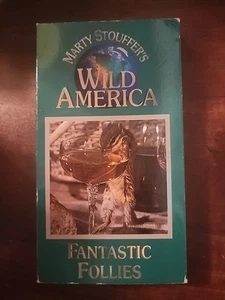 MARTY STOUFFER'S
WILD
AMERICA
FANTASTIC
FOLLIES